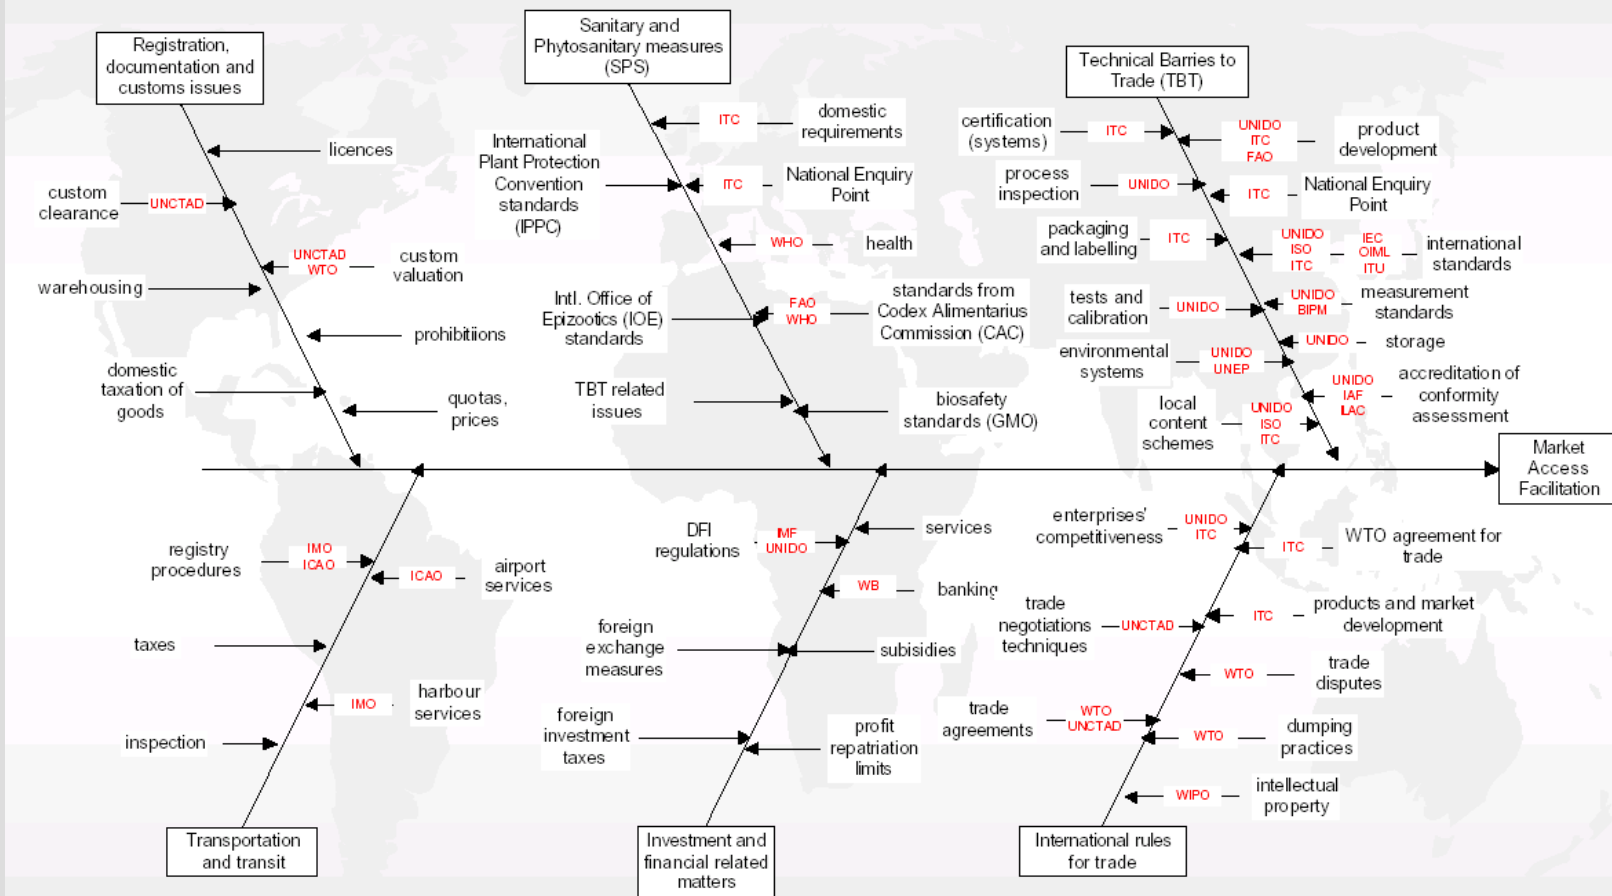 Registration,
documentation and
customs issues
licences
custom
clearance
UNCTAD
UNCTAD
WTO
custom
valuation
warehousing
prohibitiions
domestic
taxation of
goods
quotas,
prices
Sanitary and
Phytosanitary measures
(SPS)
ITC
domestic
requirements
International
Plant Protection
Convention
standards
(IPPC)
ITC
National Enquiry
Point
WHO
health
Intl. Office of
Epizootics (IOE)
standards
FAO
WHO
standards from
Codex Alimentarius
Commission (CAC)
TBT related
issues
biosafety
standards (GMO)
Technical Barries to
Trade (TBT)
certification
(systems)
ITC
UNIDO
ITC
FAO
product
development
process
inspection
UNIDO
ITC
National Enquiry
Point
packaging
and labelling
ITC
UNIDO
ISO
ITC
IEC
OIML
ITU
international
standards
tests and
calibration
UNIDO
UNIDO
BIPM
measurement
standards
UNIDO
storage
environmental
systems
UNIDO
UNEP
UNIDO
IAF
ILAC
accreditation of
conformity
assessment
local
content
schemes
UNIDO
ISO
ITC
Market
Access
Facilitation
registry
procedures
IMO
ICAO
ICAO
airport
services
taxes
IMO
harbour
services
inspection
Transportation
and transit
services
DFI
regulations
IMF
UNIDO
WB
banking
foreign
exchange
measures
subisidies
foreign
investment
taxes
profit
repatriation
limits
Investment and
financial related
matters
enterprises'
competitiveness
UNIDO
ITC
ITC
WTO agreement for
trade
trade
negotiations
techniques
UNCTAD
ITC
products and market
development
WTO
trade
disputes
trade
agreements
WTO
UNCTAD
WTO
dumping
practices
WIPO
intellectual
property
International rules
for trade